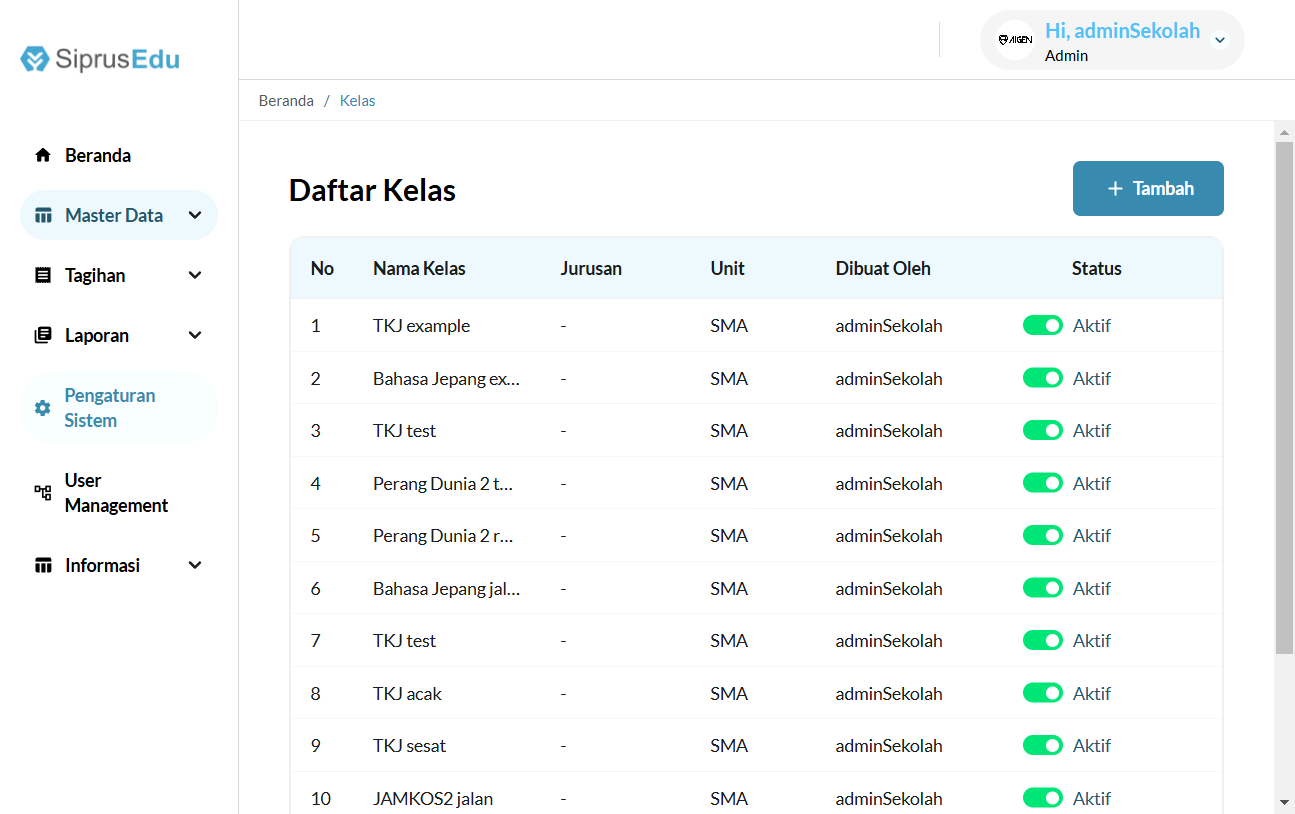 SiprusEdu
Beranda
Master Data
Tagihan
Laporan
Pengaturan
Sistem
User
Management
Informasi
AIGEN
Hi, adminSekolah
Admin
Beranda / Kelas
Daftar Kelas
+ Tambah
No Nama Kelas Jurusan Unit Dibuat Oleh Status
1 TKJ example - SMA adminSekolah Aktif
2 Bahasa Jepang ex... - SMA adminSekolah Aktif
3 TKJ test - SMA adminSekolah Aktif
4 Perang Dunia 2 t... - SMA adminSekolah Aktif
5 Perang Dunia 2 r... - SMA adminSekolah Aktif
6 Bahasa Jepang jal... - SMA adminSekolah Aktif
7 TKJ test - SMA adminSekolah Aktif
8 TKJ acak - SMA adminSekolah Aktif
9 TKJ sesat - SMA adminSekolah Aktif
10 JAMKOS2 jalan - SMA adminSekolah Aktif